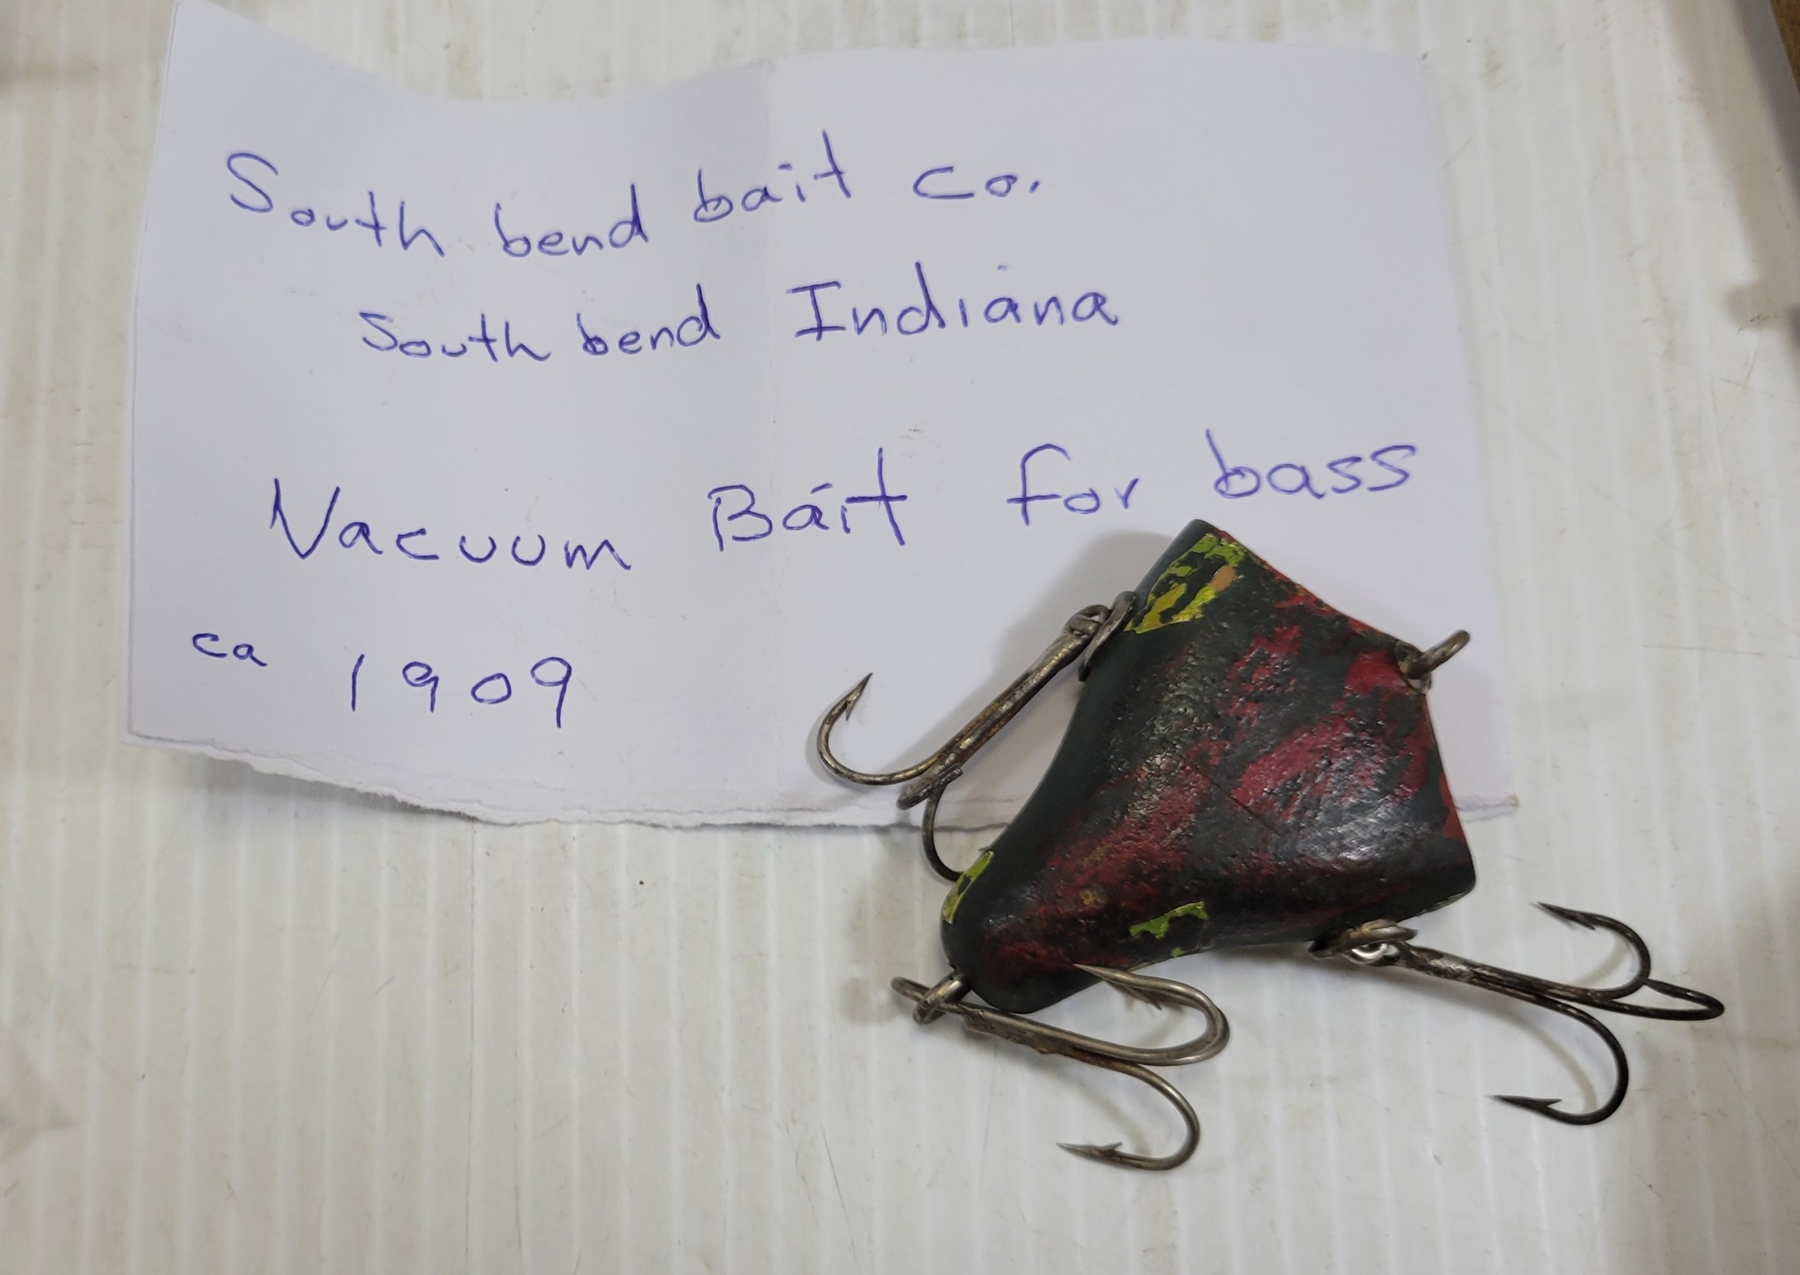 South bend bait co.
South bend Indiana
Vacuum Bait for bass
ca 1909